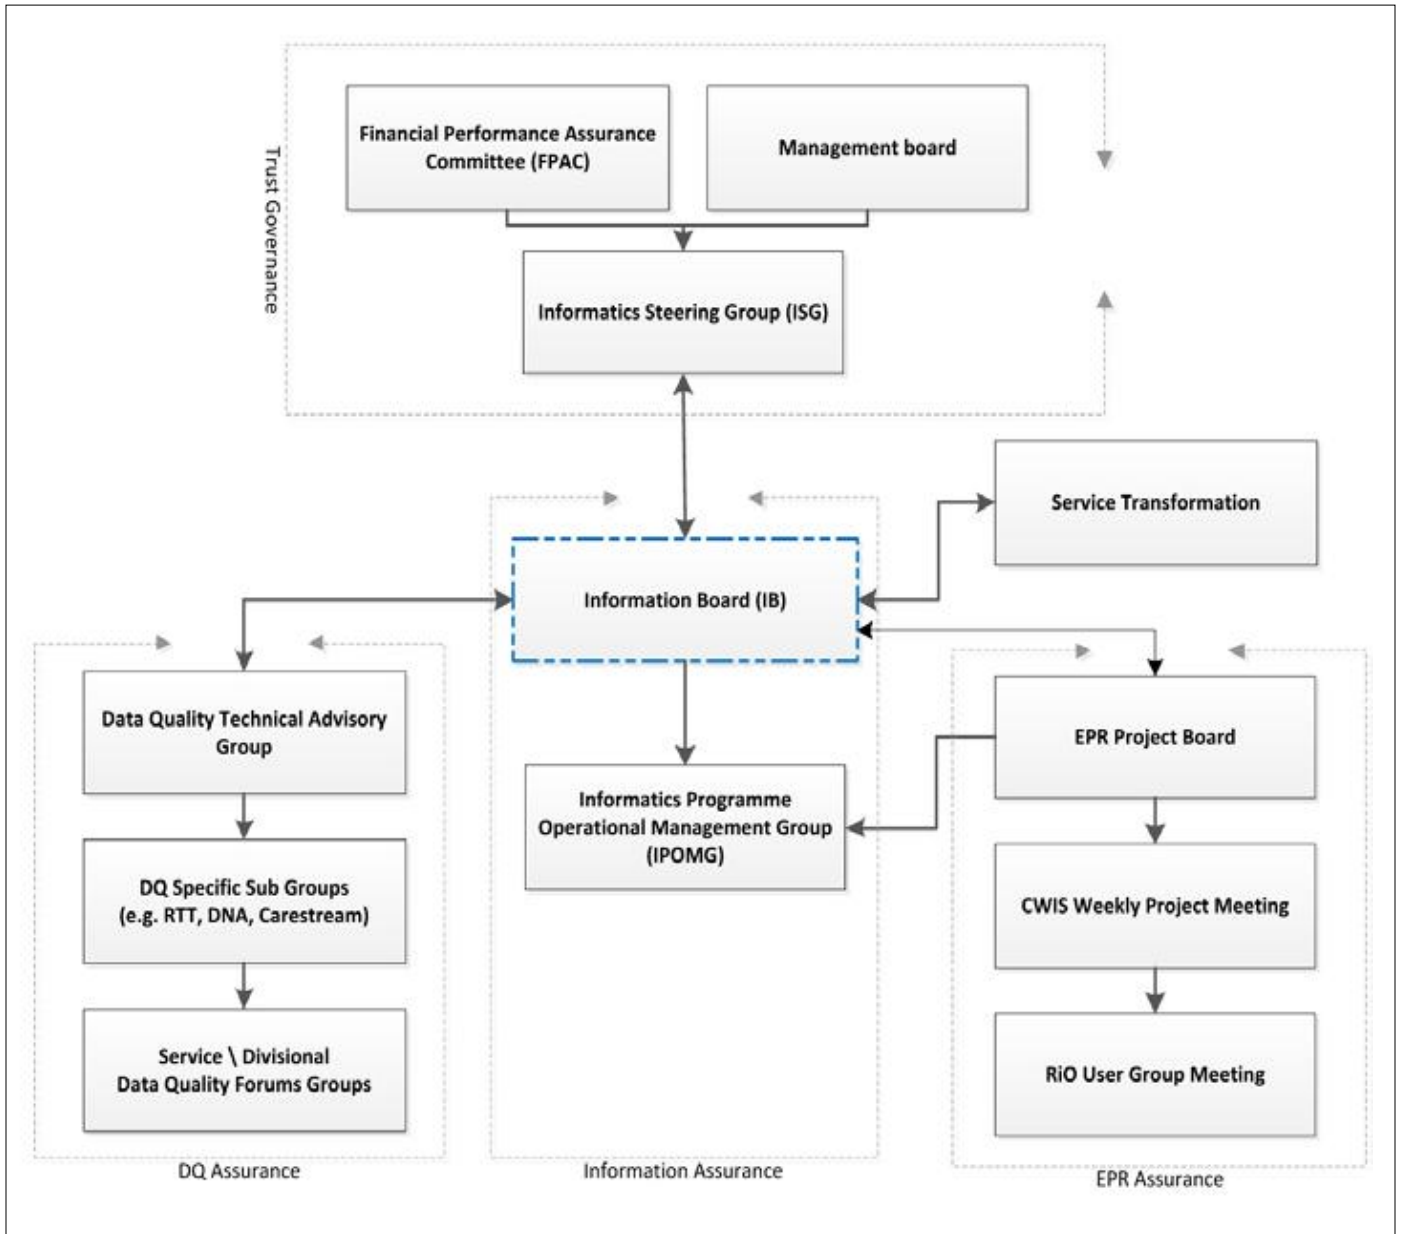 Trust Governance
Financial Performance Assurance
Committee (FPAC)
Management board
Informatics Steering Group (ISG)
Service Transformation
Information Board (IB)
Data Quality Technical Advisory
Group
EPR Project Board
Informatics Programme
Operational Management Group
(IPOMG)
DQ Specific Sub Groups
(e.g. RTT, DNA, Carestream)
CWIS Weekly Project Meeting
Service \ Divisional
Data Quality Forums Groups
RiO User Group Meeting
DQ Assurance
Information Assurance
EPR Assurance